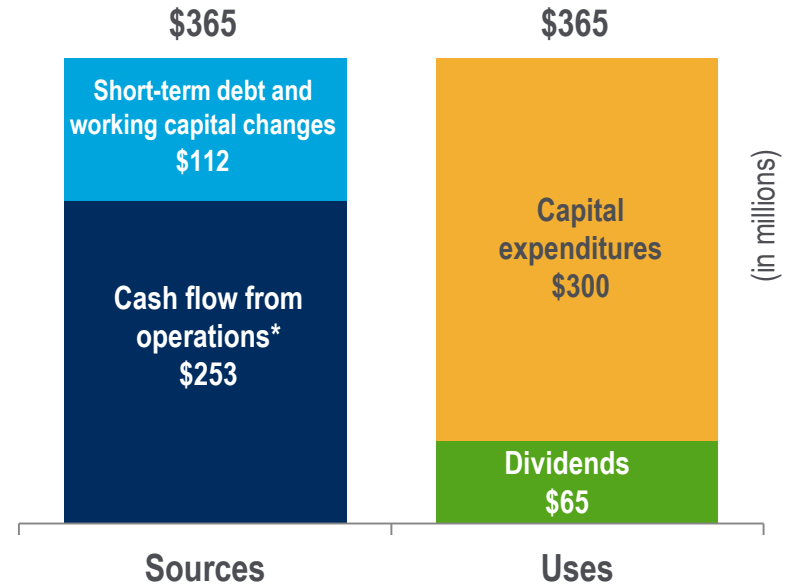 $365
$365
Short-term debt and
working capital changes
$112
Cash flow from
operations*
$253
Capital
expenditures
$300
Dividends
$65
(in millions)
Sources
Uses